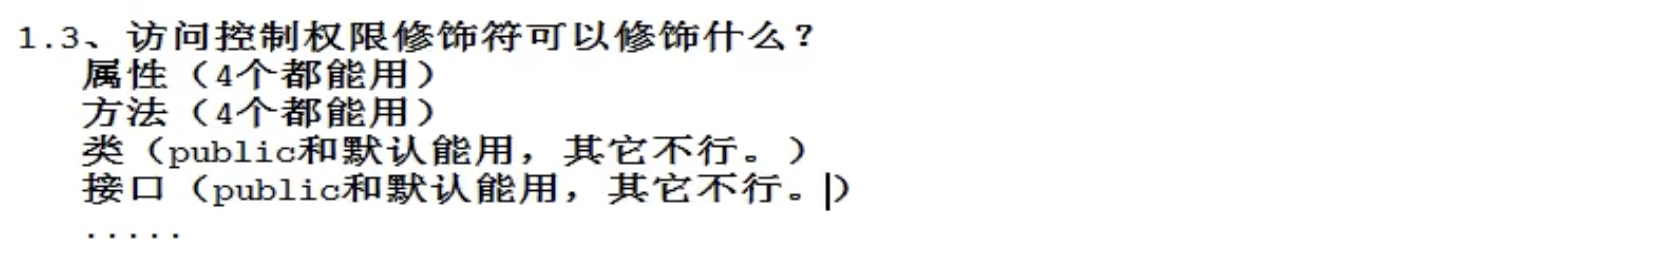 1.3、访问控制权限修饰符可以修饰什么？
属性（4个都能用）
方法（4个都能用）
类（public和默认能用，其它不行。）
接口（public和默认能用，其它不行。）
.....